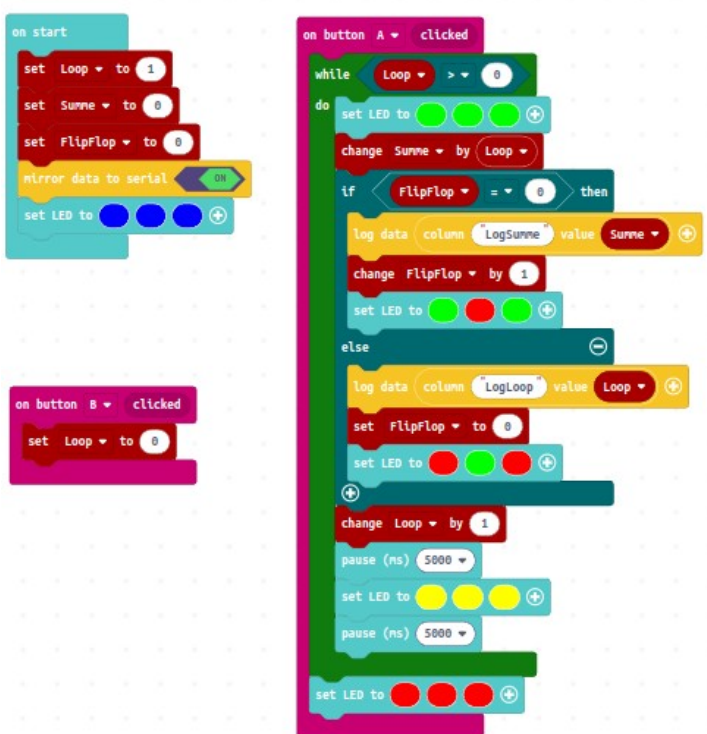 on start
set Loop to 1
set Summe to 0
set FlipFlop to 0
mirror data to serial ON
set LED to
on button B clicked
set Loop to 0
on button A clicked
while Loop > 0
do set LED to
change Summe by Loop
if FlipFlop = 0 then
log data column "LogSumme" value Summe
change FlipFlop by 1
set LED to
else
log data column "LogLoop" value Loop
set FlipFlop to 0
set LED to
change Loop by 1
pause (ms) 5000
set LED to
pause (ms) 5000
set LED to